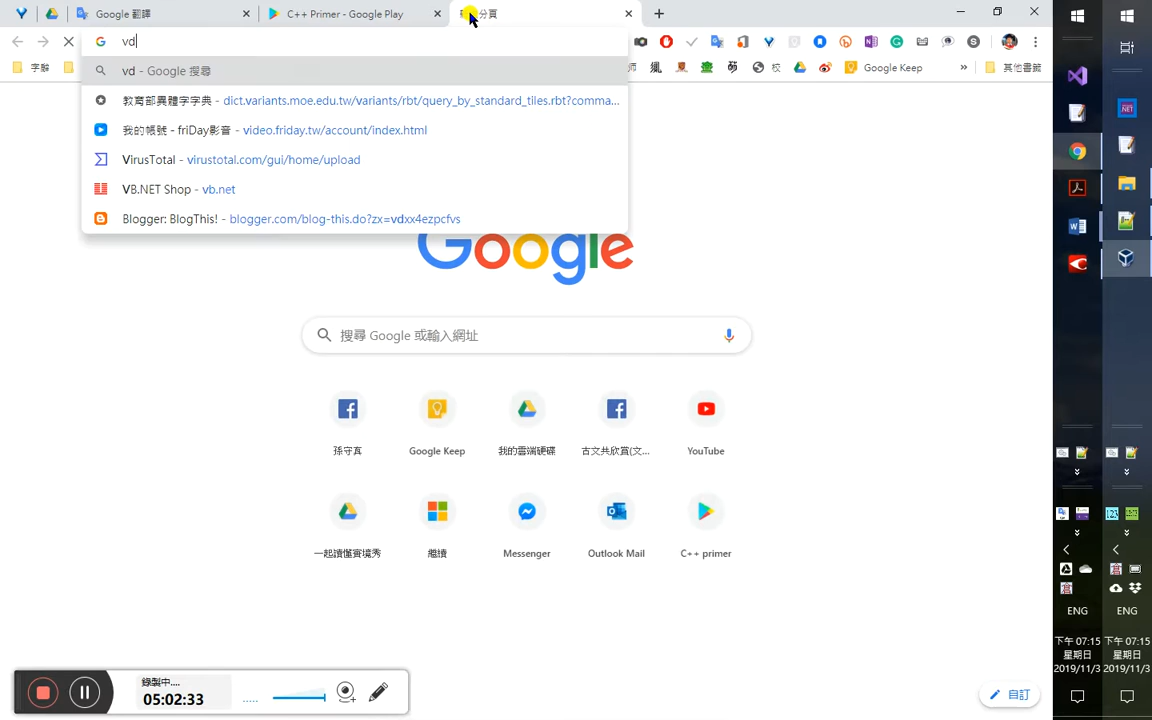 Google 翻譯
C++ Primer - Google Play
分頁
vd
字辭
師
校
Google Keep
»
其他書籤
vd - Google 搜尋
教育部異體字字典 - dict.variants.moe.edu.tw/variants/rbt/query_by_standard_tiles.rbt?comma...
我的帳號 - friDay影音 - video.friday.tw/account/index.html
VirusTotal - virustotal.com/gui/home/upload
VB.NET Shop - vb.net
Blogger: BlogThis! - blogger.com/blog-this.do?zx=vdxx4ezpcfvs
Google
搜尋 Google 或輸入網址
孫守真
Google Keep
我的雲端硬碟
古文共欣賞(文...
YouTube
一起讀懂實境秀
繼續
Messenger
Outlook Mail
C++ primer
自訂
錄製中....
05:02:33
ENG
ENG
下午 07:15
下午 07:15
星期日
星期日
2019/11/3
2019/11/3